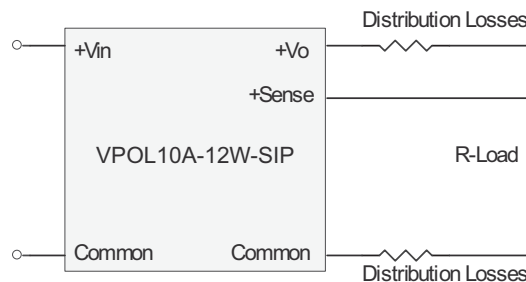 Distribution Losses
+Vin
+Vo
+Sense
VPOL10A-12W-SIP
R-Load
Common
Common
Distribution Losses